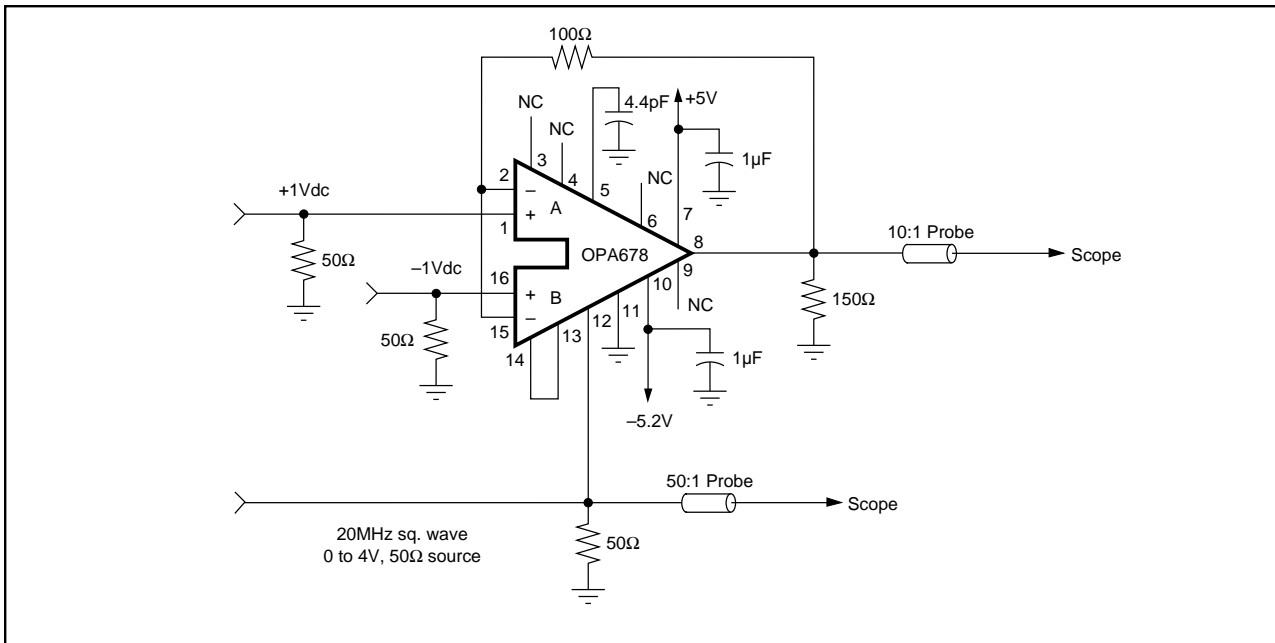 100Ω
NC
4.4pF
+5V
NC
1µF
3
4
2
–
5
NC
+1Vdc
A
6
7
+
1
8
10:1 Probe
50Ω
OPA678
Scope
–1Vdc
16
9
+
B
10
150Ω
NC
–
11
15
12
50Ω
13
14
1µF
–5.2V
50:1 Probe
Scope
20MHz sq. wave
0 to 4V, 50Ω source
50Ω